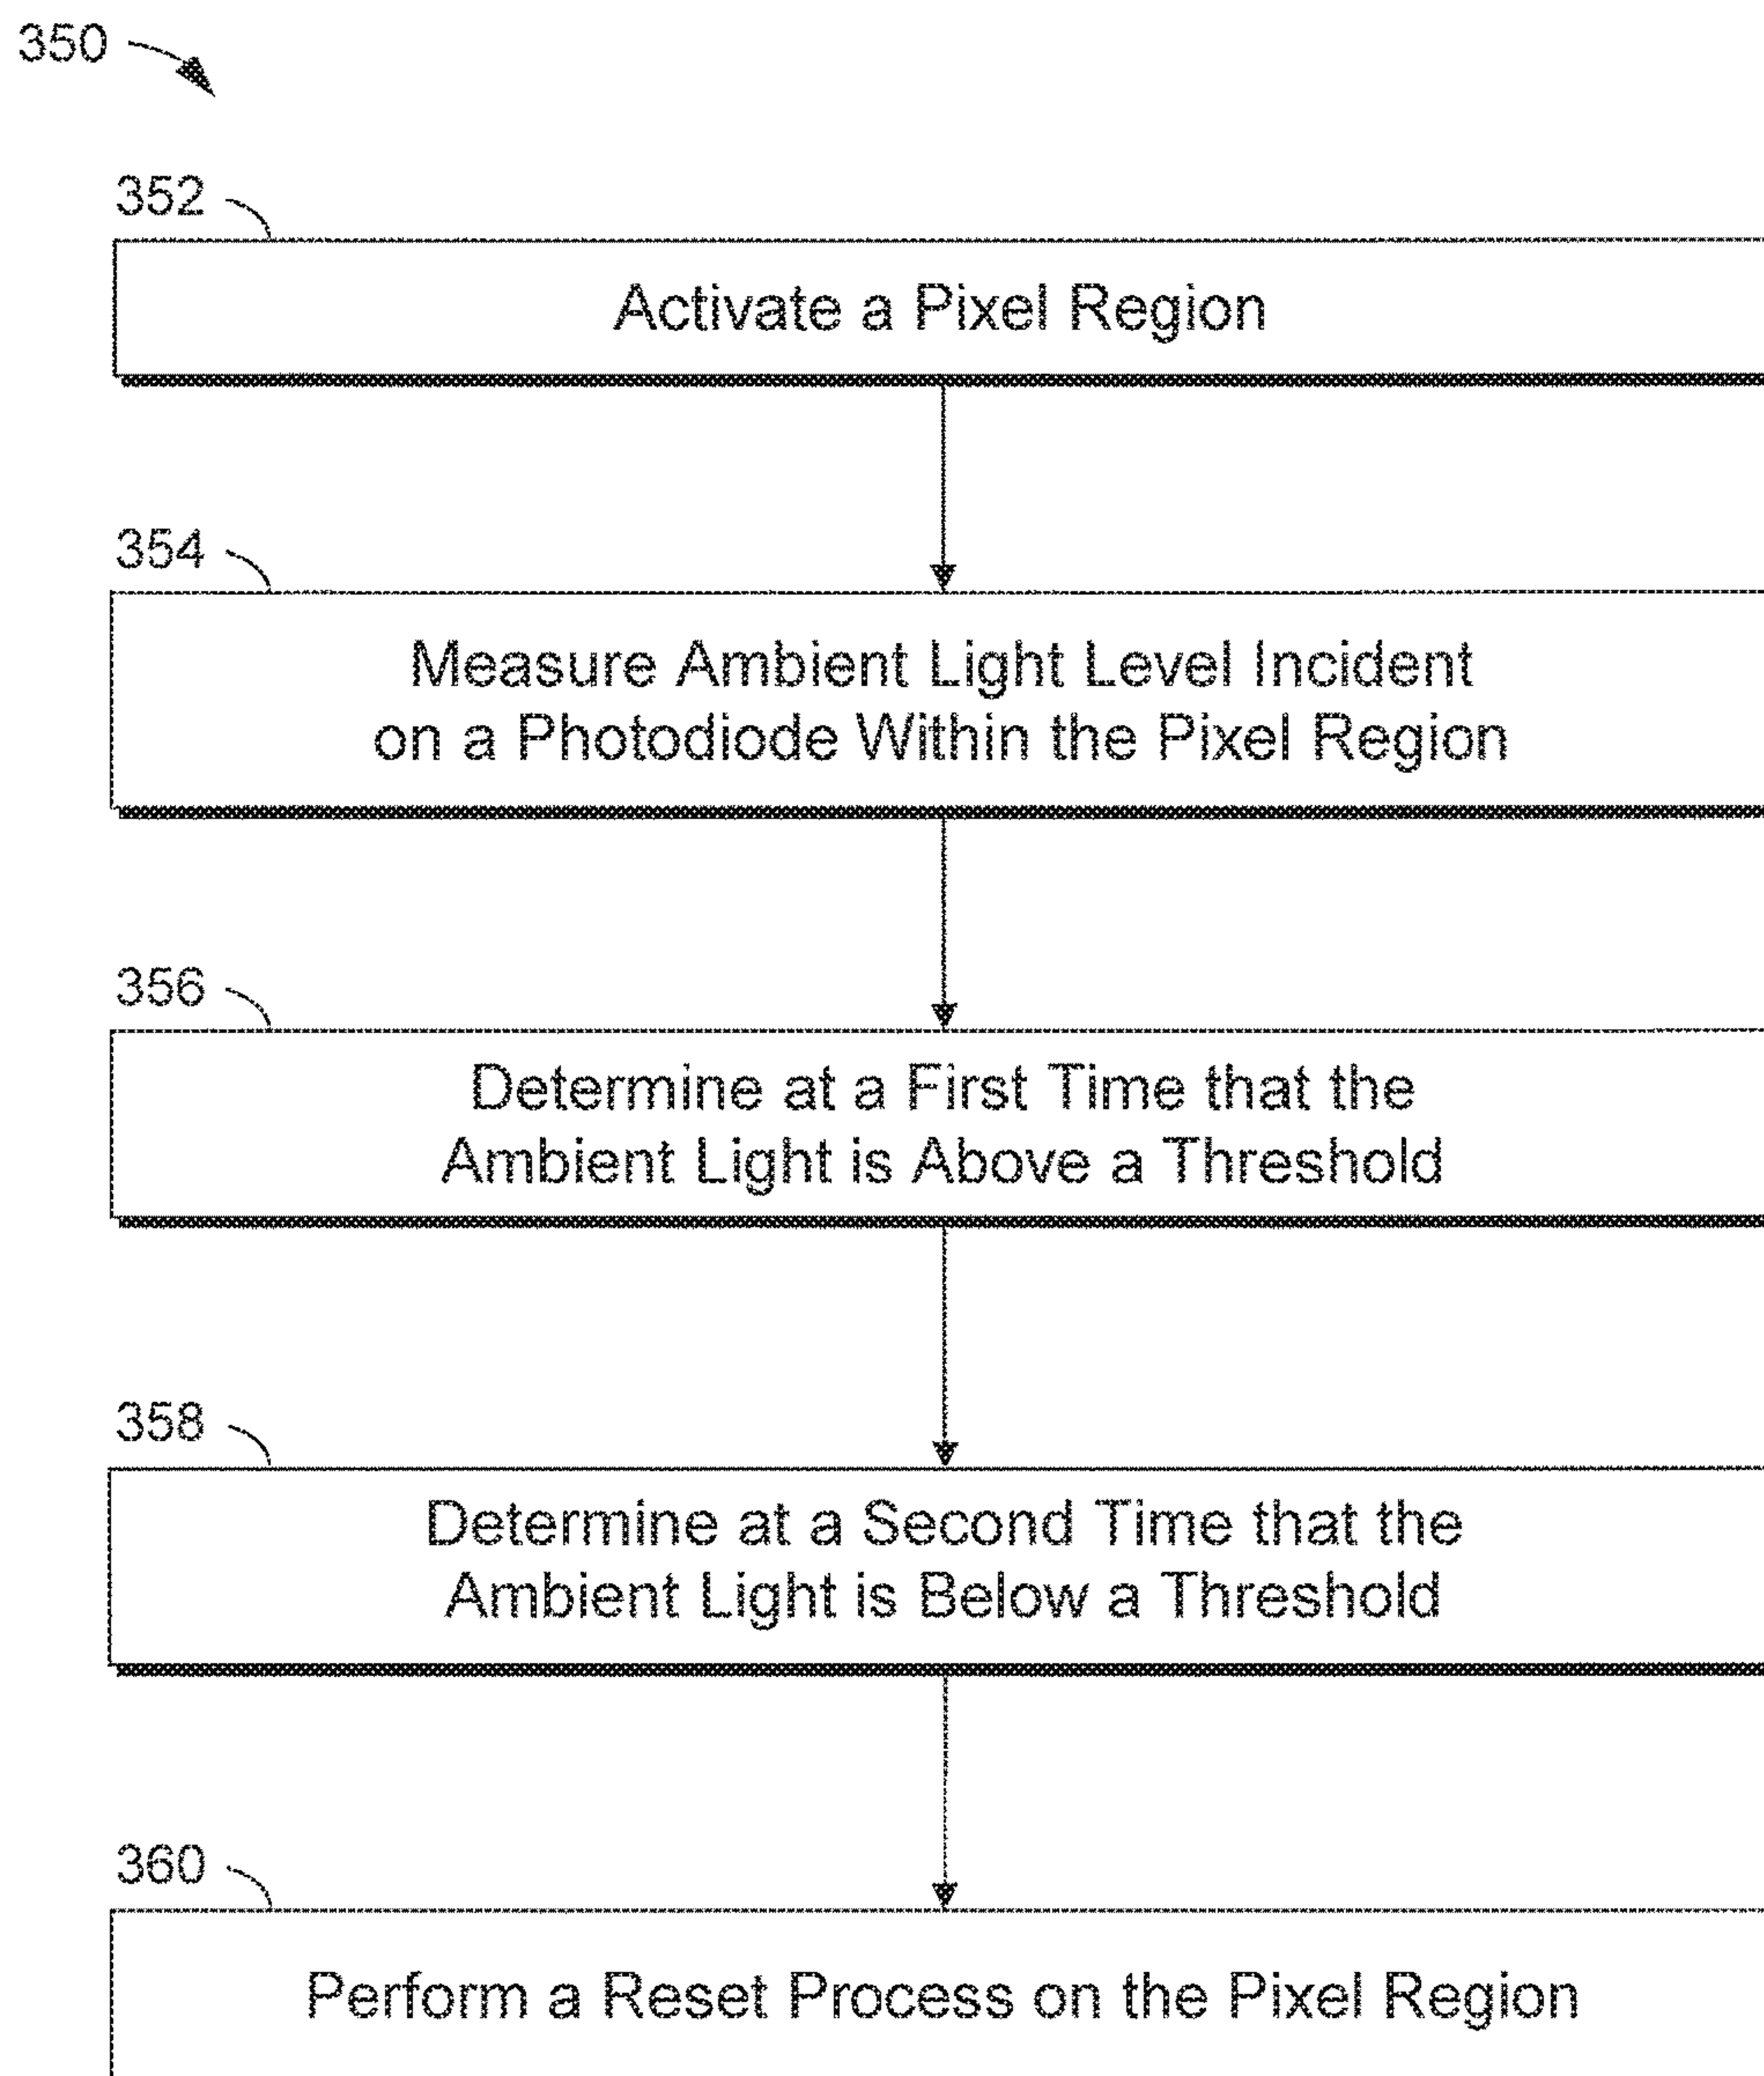 350
352
Activate a Pixel Region
354
Measure Ambient Light Level Incident
on a Photodiode Within the Pixel Region
356
Determine at a First Time that the
Ambient Light is Above a Threshold
358
Determine at a Second Time that the
Ambient Light is Below a Threshold
360
Perform a Reset Process on the Pixel Region